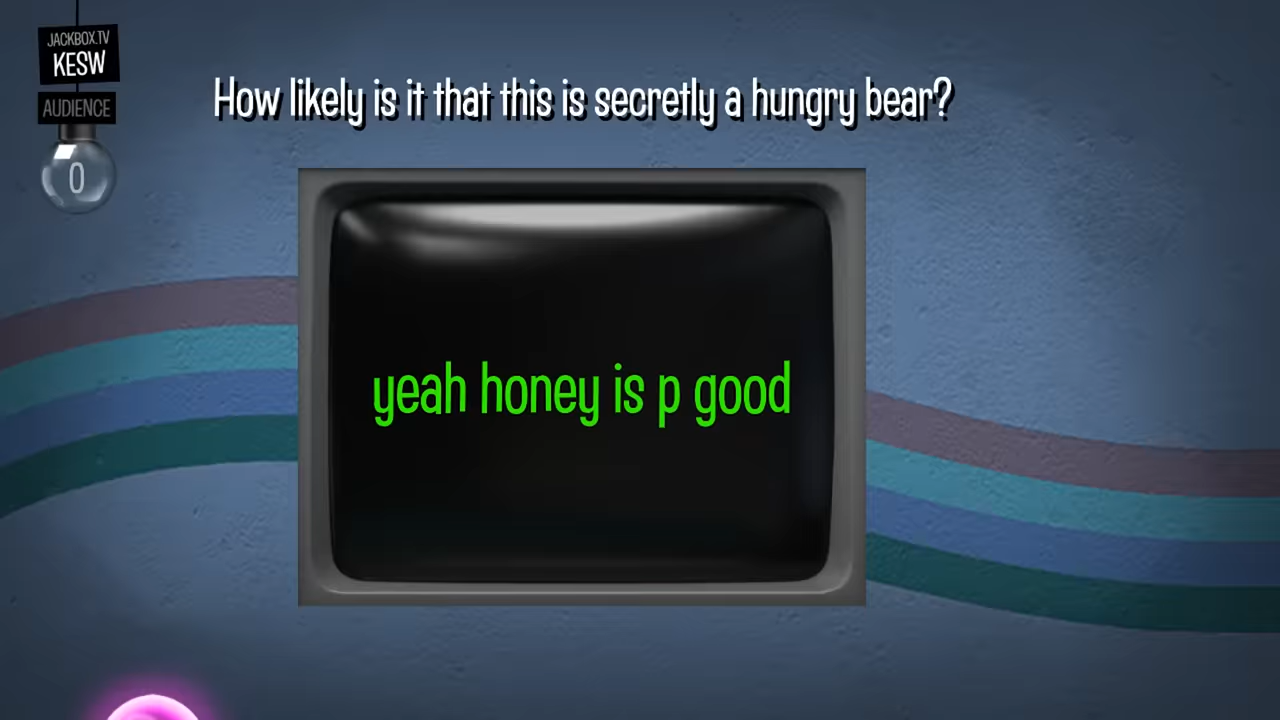 JACKBOX.TV
KESW
AUDIENCE
0
How likely is it that this is secretly a hungry bear?
yeah honey is p good